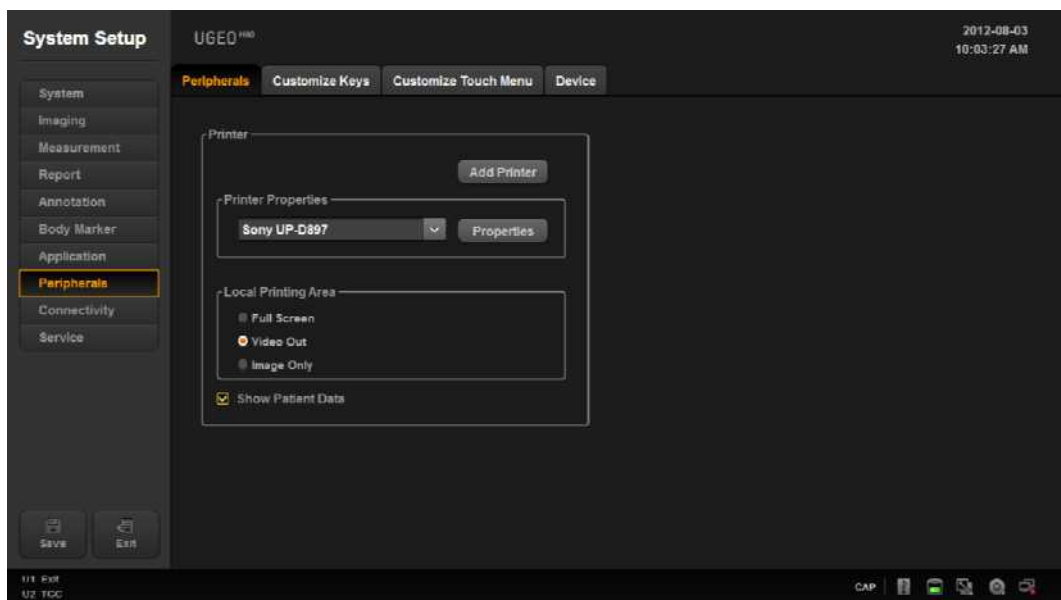 System Setup
UGEO H60
2012-08-03
10:03:27 AM
Peripherals
Customize Keys
Customize Touch Menu
Device
System
Imaging
Measurement
Report
Annotation
Body Marker
Application
Peripherals
Connectivity
Service
Printer
Add Printer
Printer Properties
Sony UP-D897
Properties
Local Printing Area
Full Screen
Video Out
Image Only
Show Patient Data
Save
Exit
U1 Exit
U2 TGC
CAP